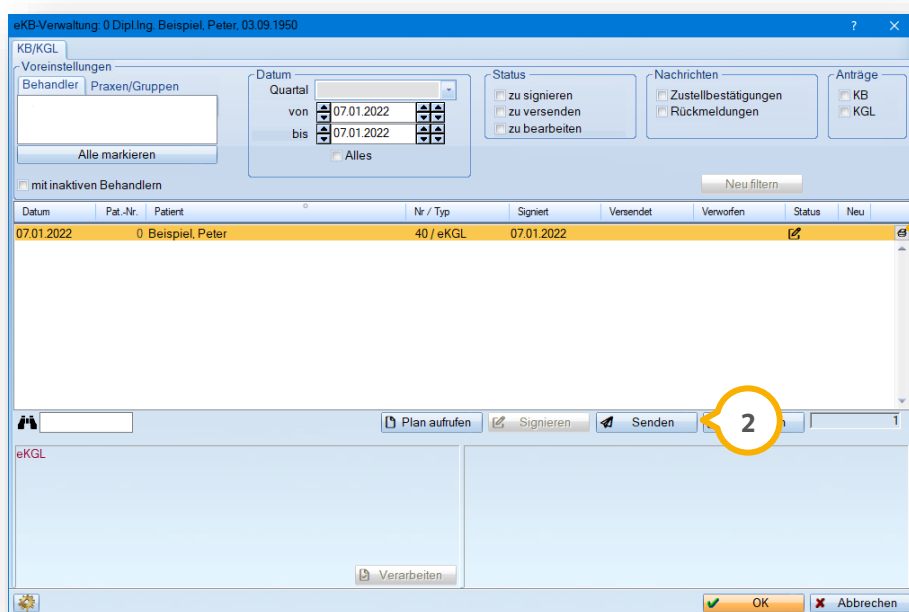 eKB-Verwaltung: 0 Dipl.Ing. Beispiel, Peter, 03.09.1950
?
KB/KGL
Voreinstellungen
Behandler Praxen/Gruppen
Alle markieren
mit inaktiven Behandlern
Datum
Quartal
von 07.01.2022
bis 07.01.2022
Alles
Status
zu signieren
zu versenden
zu bearbeiten
Nachrichten
Zustellbestätigungen
Rückmeldungen
Anträge
KB
KGL
Neu filtern
Datum Pat.-Nr. Patient Nr / Typ Signiert Versendet Verworfen Status Neu
07.01.2022 0 Beispiel, Peter 40 / eKGL 07.01.2022
Plan aufrufen Signieren Senden 2 n 1
eKGL
Verarbeiten
OK Abbrechen